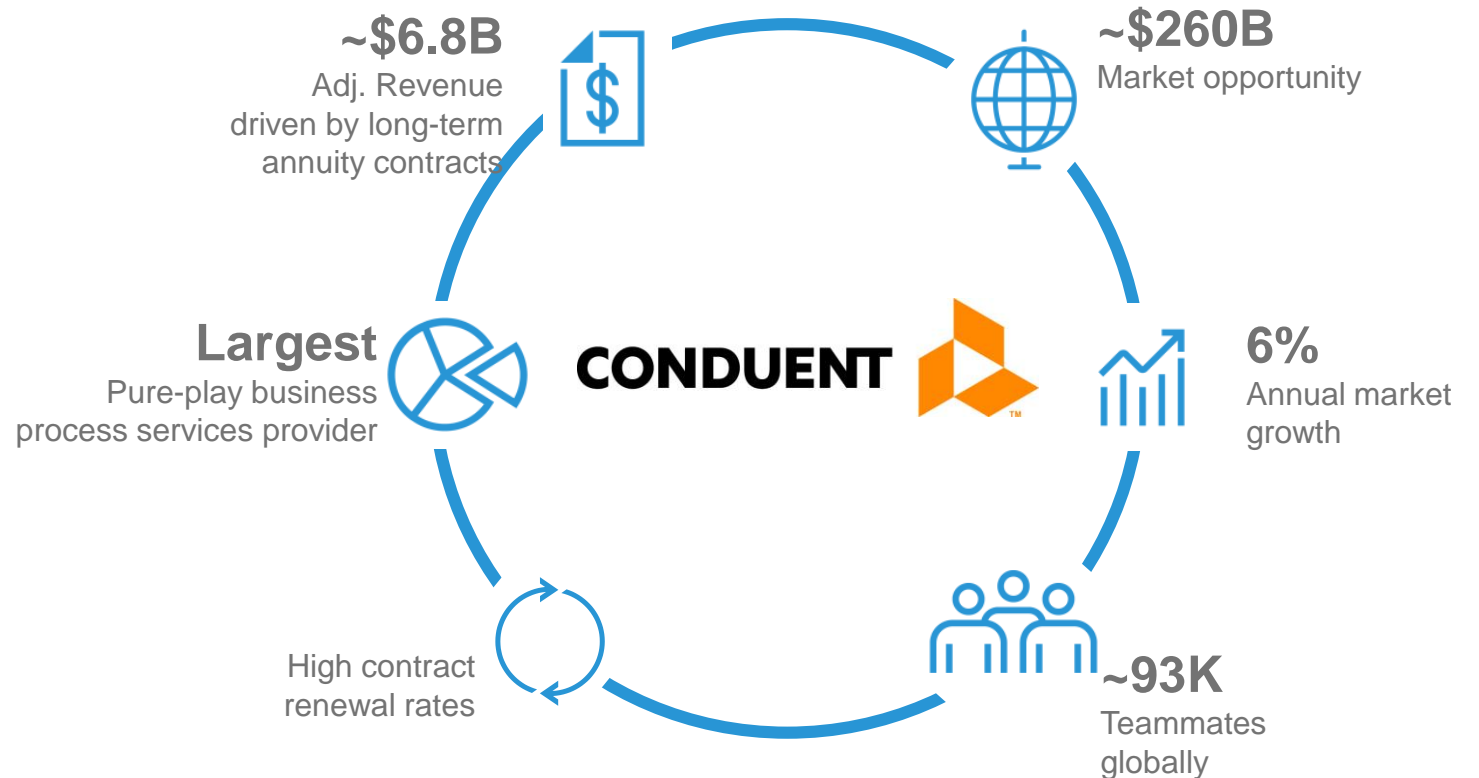 ~$6.8B
Adj. Revenue
driven by long-term
annuity contracts
$
~$260B
Market opportunity
Largest
Pure-play business
process services provider
CONDUENT
TM
6%
Annual market
growth
High contract
renewal rates
~93K
Teammates
globally